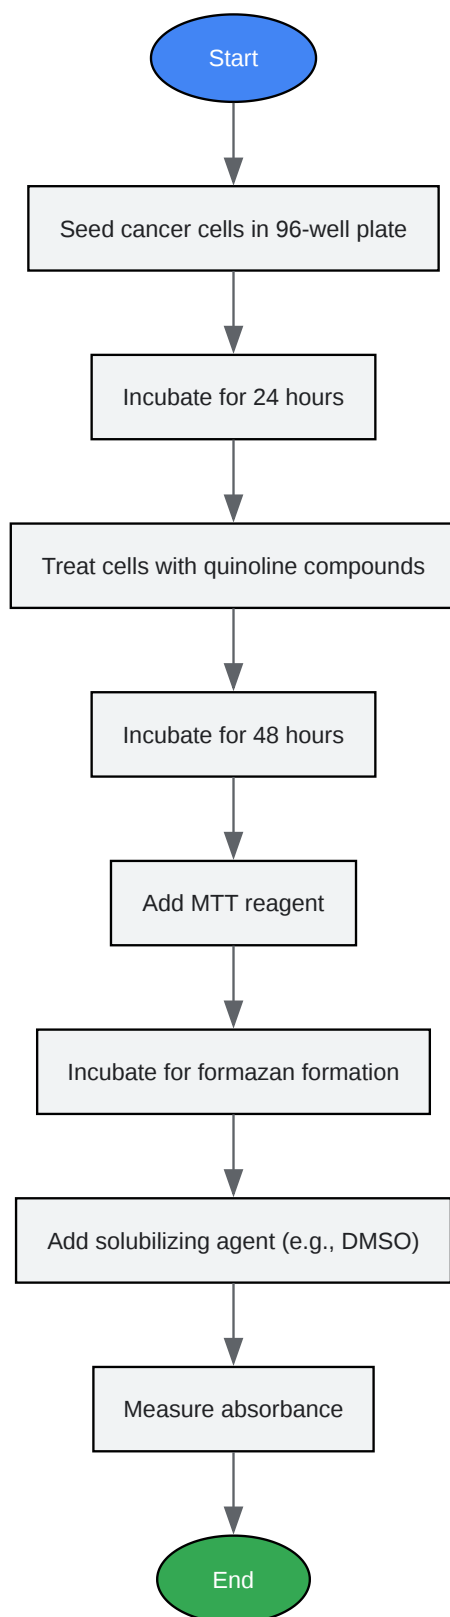 Start
Seed cancer cells in 96-well plate
Incubate for 24 hours
Treat cells with quinoline compounds
Incubate for 48 hours
Add MTT reagent
Incubate for formazan formation
Add solubilizing agent (e.g., DMSO)
Measure absorbance
End